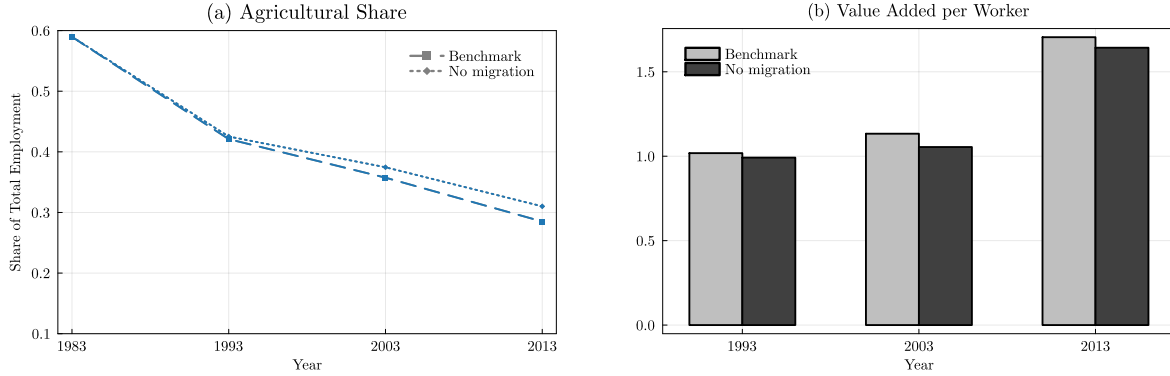 (a) Agricultural Share
Share of Total Employment
0.6
0.5
0.4
0.3
0.2
0.1
Benchmark
No migration
1983
1993
2003
2013
Year
(b) Value Added per Worker
1.5
1.0
0.5
0.0
Benchmark
No migration
1993
2003
2013
Year